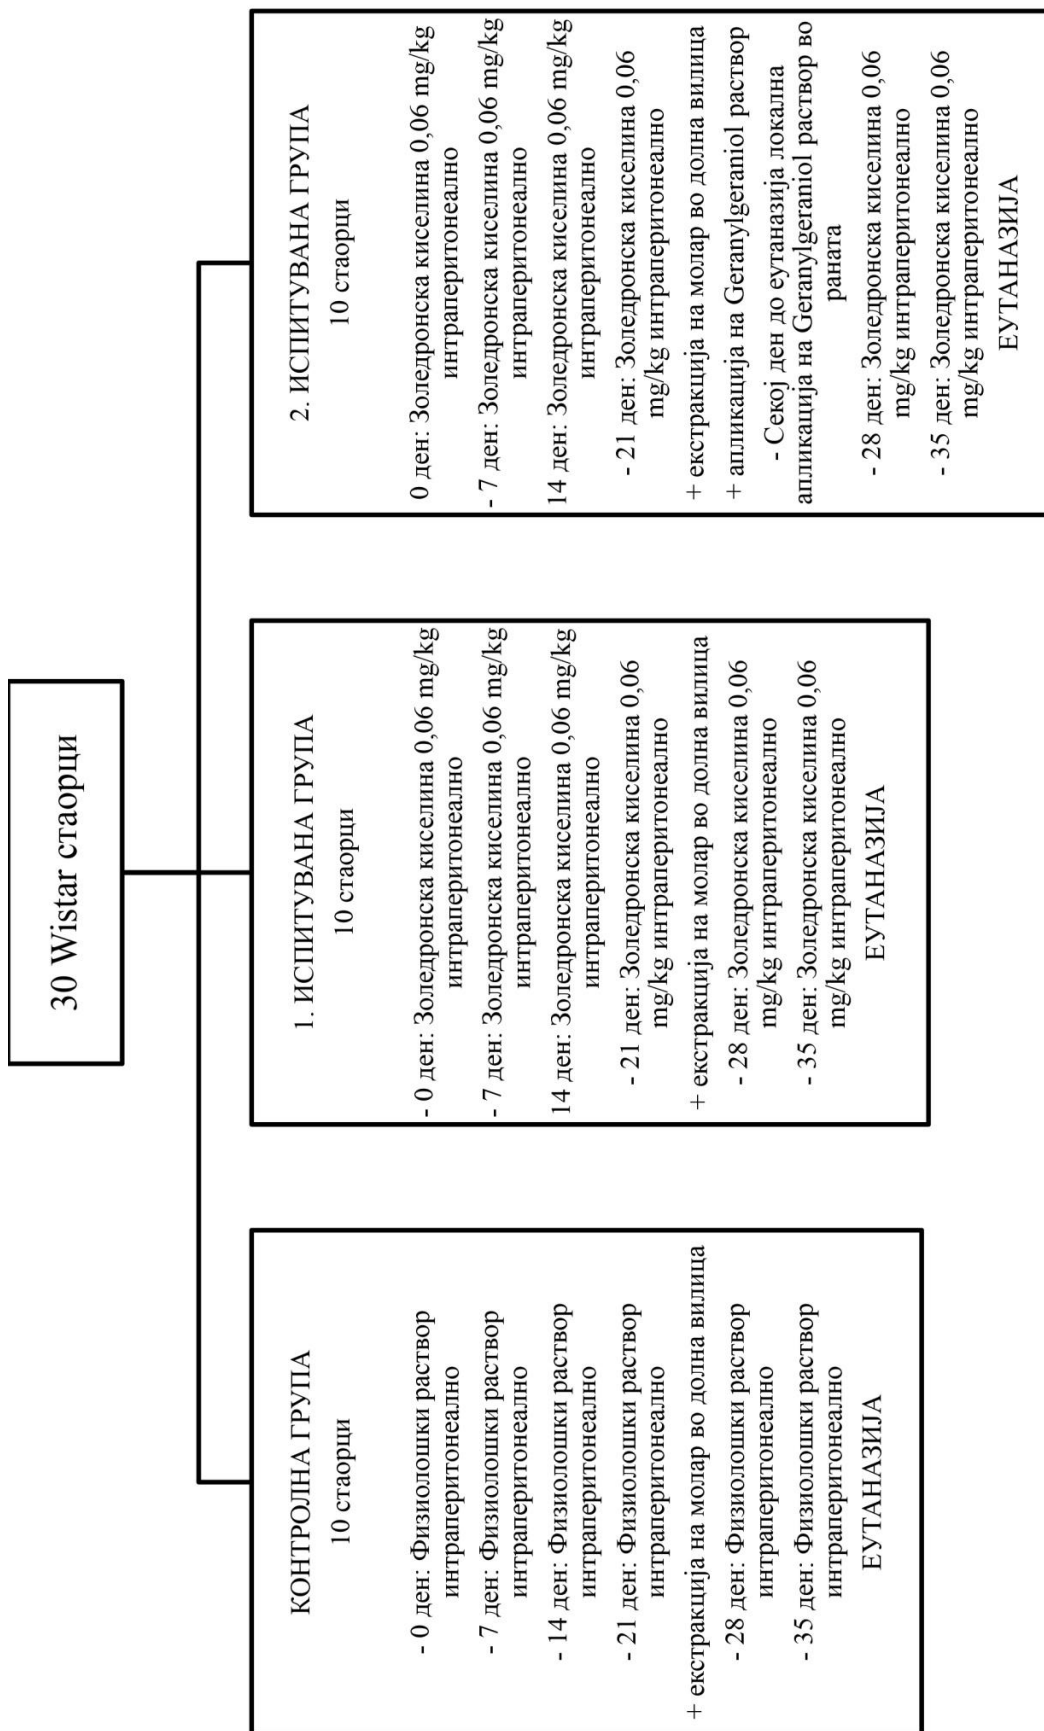 30 Wistar стаорци
КОНТРОЛНА ГРУПА
10 стаорци
- 0 ден: Физиолошки раствор
интраперитонеално
- 7 ден: Физиолошки раствор
интраперитонеално
- 14 ден: Физиолошки раствор
интраперитонеално
- 21 ден: Физиолошки раствор
интраперитонеално
+ екстракција на молар во долна вилица
- 28 ден: Физиолошки раствор
интраперитонеално
- 35 ден: Физиолошки раствор
интраперитонеално
ЕУТАНАЗИЈА
1. ИСПИТУВАНА ГРУПА
10 стаорци
- 0 ден: Золедронска киселина 0,06 mg/kg
интраперитонеално
- 7 ден: Золедронска киселина 0,06 mg/kg
интраперитонеално
14 ден: Золедронска киселина 0,06 mg/kg
интраперитонеално
- 21 ден: Золедронска киселина 0,06
mg/kg интраперитонеално
+ екстракција на молар во долна вилица
- 28 ден: Золедронска киселина 0,06
mg/kg интраперитонеално
- 35 ден: Золедронска киселина 0,06
mg/kg интраперитонеално
ЕУТАНАЗИЈА
2. ИСПИТУВАНА ГРУПА
10 стаорци
0 ден: Золедронска киселина 0,06 mg/kg
интраперитонеално
- 7 ден: Золедронска киселина 0,06 mg/kg
интраперитонеално
14 ден: Золедронска киселина 0,06 mg/kg
интраперитонеално
- 21 ден: Золедронска киселина 0,06
mg/kg интраперитонеално
+ екстракција на молар во долна вилица
+ апликација на Geranylgeraniol раствор
- Секој ден до еутаназија локална
апликација на Geranylgeraniol раствор во
раната
- 28 ден: Золедронска киселина 0,06
mg/kg интраперитонеално
- 35 ден: Золедронска киселина 0,06
mg/kg интраперитонеално
ЕУТАНАЗИЈА